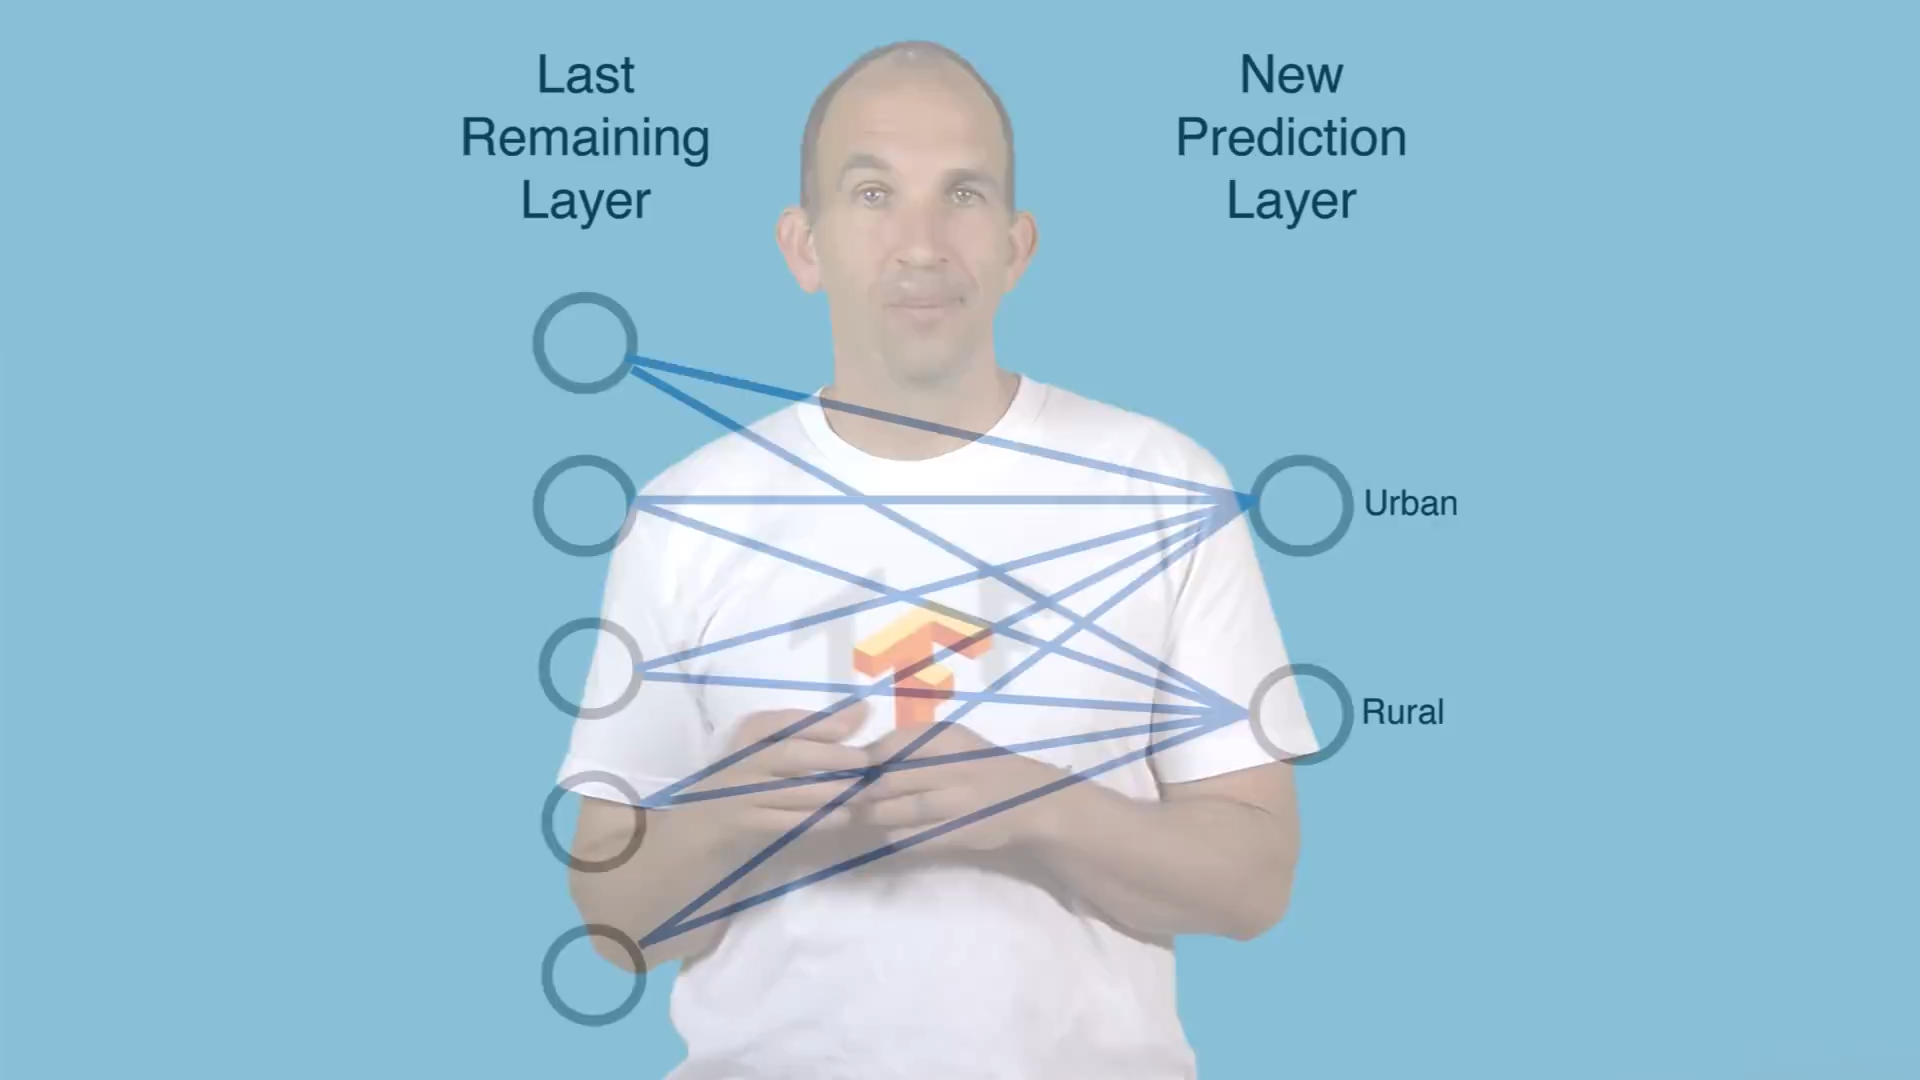 Last
Remaining
Layer
New
Prediction
Layer
Urban
Rural